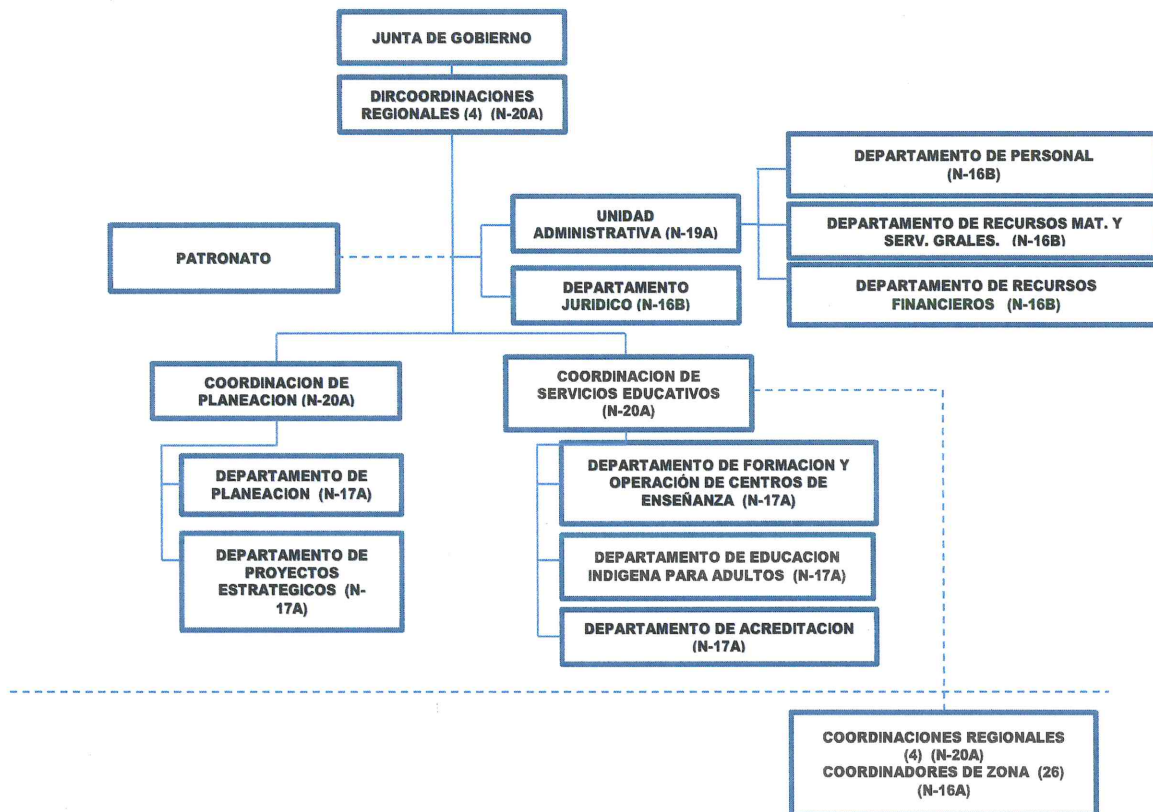 JUNTA DE GOBIERNO
DIRCOORDINACIONES
REGIONALES (4) (N-20A)
DEPARTAMENTO DE PERSONAL
(N-16B)
UNIDAD
ADMINISTRATIVA (N-19A)
DEPARTAMENTO DE RECURSOS MAT. Y
SERV. GRALES. (N-16B)
PATRONATO
DEPARTAMENTO
JURIDICO (N-16B)
DEPARTAMENTO DE RECURSOS
FINANCIEROS (N-16B)
COORDINACION DE
PLANEACION (N-20A)
COORDINACION DE
SERVICIOS EDUCATIVOS
(N-20A)
DEPARTAMENTO DE
PLANEACION (N-17A)
DEPARTAMENTO DE
PROYECTOS
ESTRATEGICOS (N-
17A)
DEPARTAMENTO DE FORMACION Y
OPERACIÓN DE CENTROS DE
ENSEÑANZA (N-17A)
DEPARTAMENTO DE EDUCACION
INDIGENA PARA ADULTOS (N-17A)
DEPARTAMENTO DE ACREDITACION
(N-17A)
COORDINACIONES REGIONALES
(4) (N-20A)
COORDINADORES DE ZONA (26)
(N-16A)